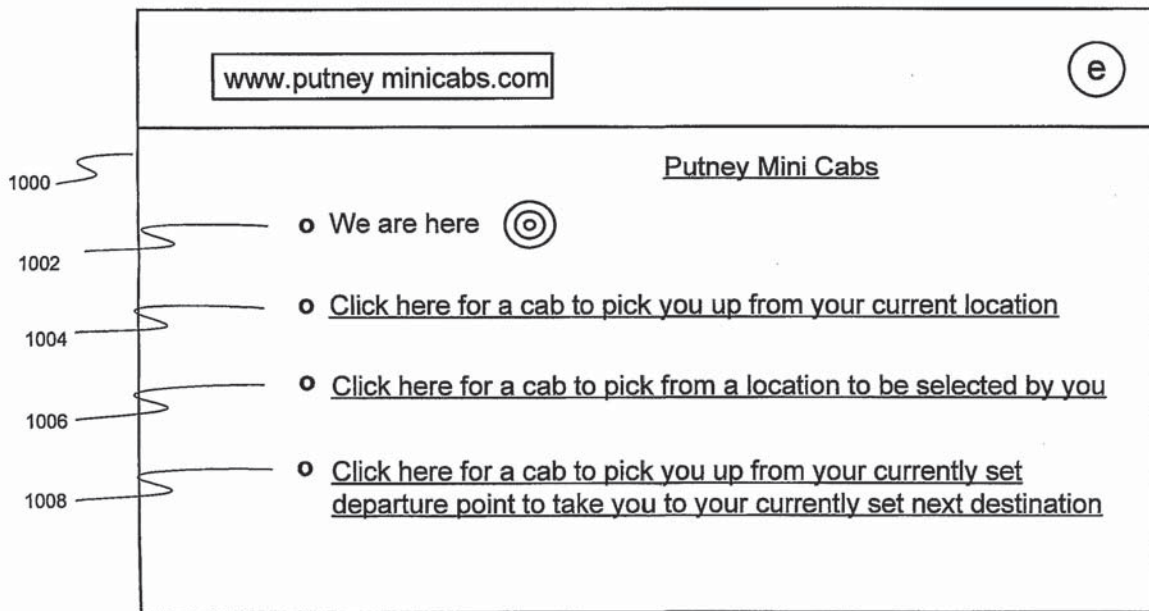 www.putney minicabs.com
e
Putney Mini Cabs
1000
o We are here
1002
o Click here for a cab to pick you up from your current location
1004
o Click here for a cab to pick from a location to be selected by you
1006
o Click here for a cab to pick you up from your currently set
departure point to take you to your currently set next destination
1008